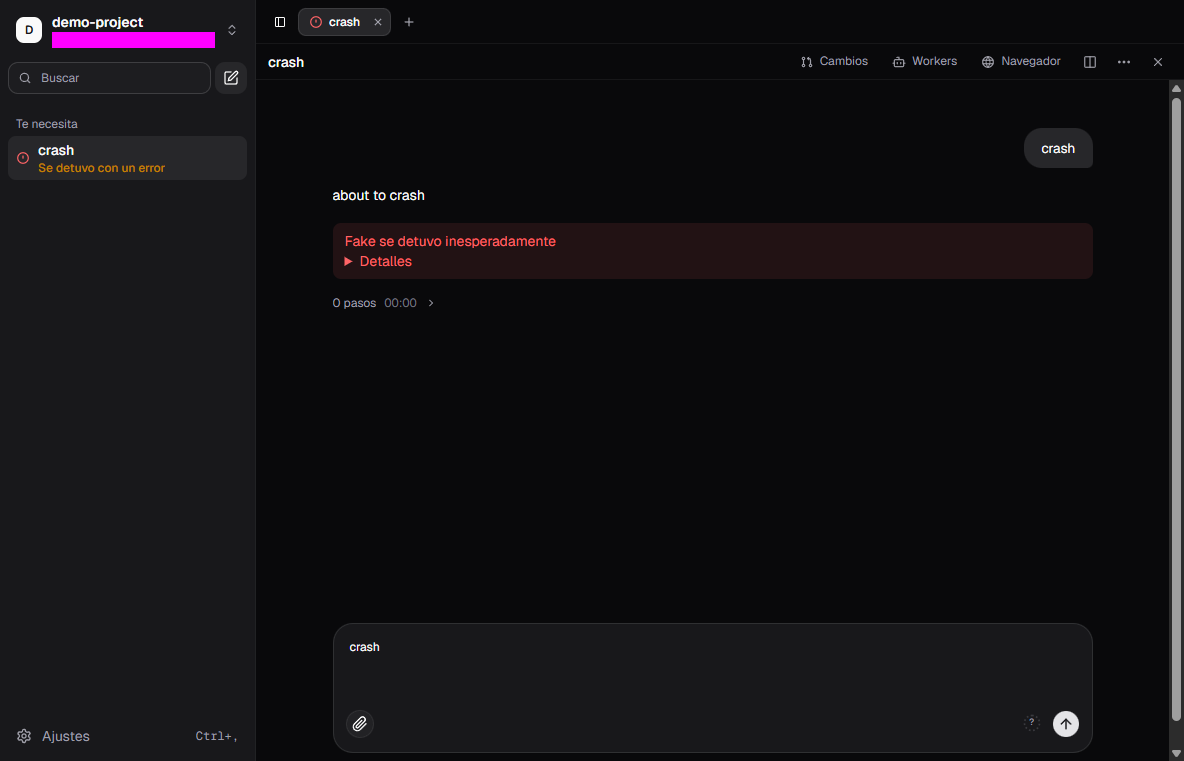 D
demo-project
Buscar
Te necesita
crash
Se detuvo con un error
Ajustes
Ctrl+,
crash
crash
Cambios
Workers
Navegador
crash
about to crash
Fake se detuvo inesperadamente
Detalles
0 pasos 00:00
crash
?